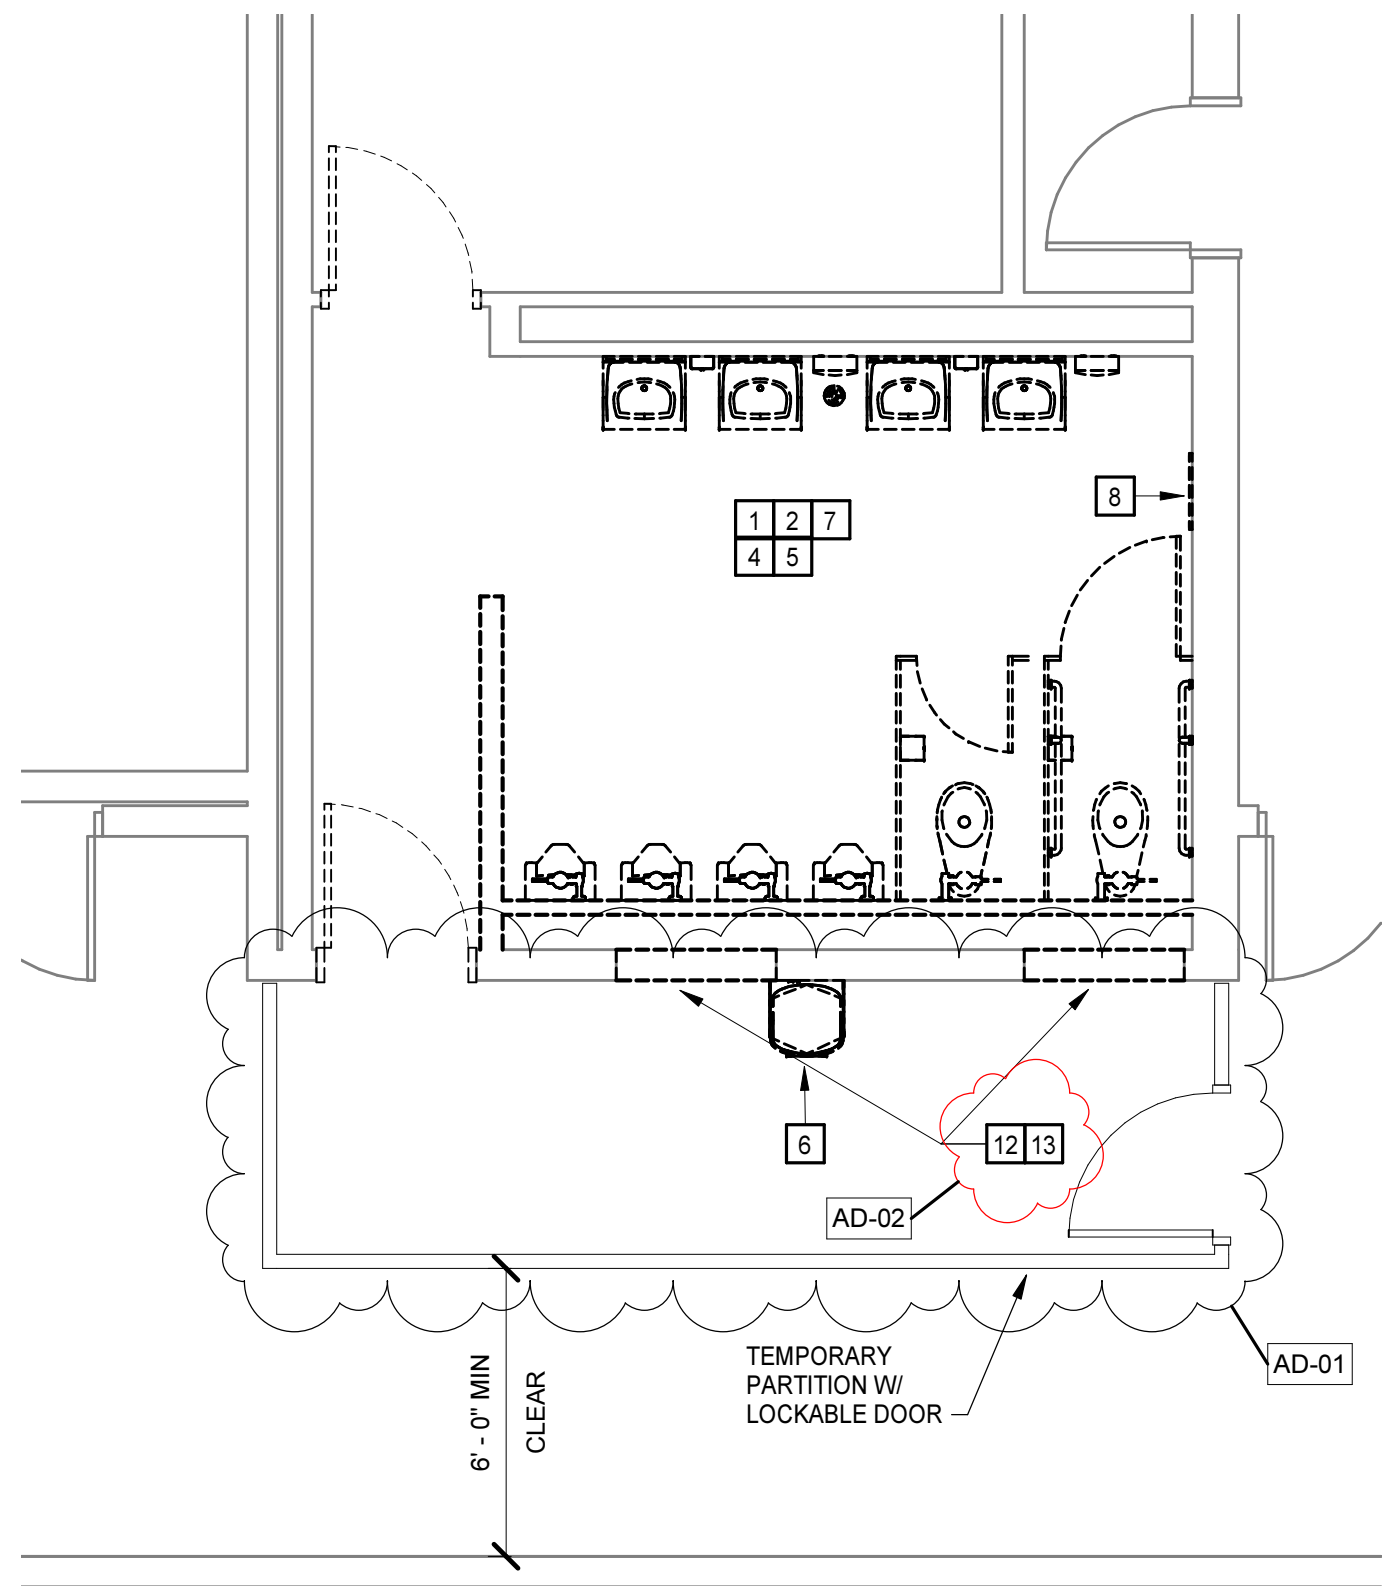 8
1 2 7
4 5
6
12 13
AD-02
TEMPORARY
PARTITION W/
LOCKABLE DOOR
AD-01
6' - 0" MIN
CLEAR